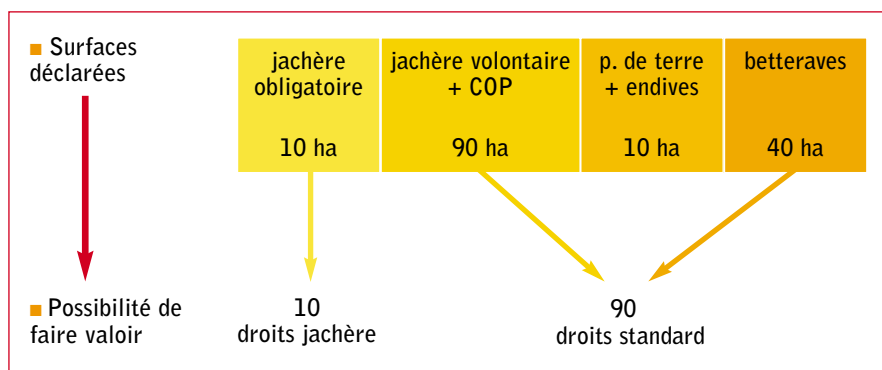 Surfaces
déclarées
jachère
obligatoire
10 ha
jachère volontaire
+ COP
90 ha
p. de terre
+ endives
10 ha
betteraves
40 ha
Possibilité de
faire valoir
10
droits jachère
90
droits standard